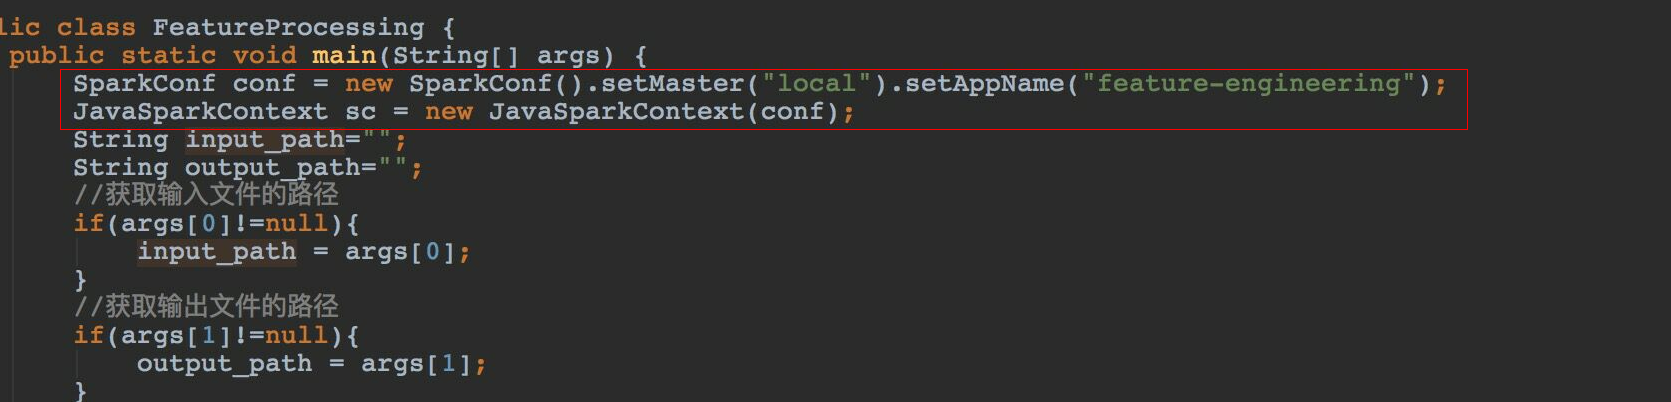 lic class FeatureProcessing {
public static void main(String[] args) {
SparkConf conf = new SparkConf().setMaster("local").setAppName("feature-engineering");
JavaSparkContext sc = new JavaSparkContext(conf);
String input_path="";
String output_path="";
//获取输入文件的路径
if(args[0]!=null){
input_path = args[0];
}
//获取输出文件的路径
if(args[1]!=null){
output_path = args[1];
}